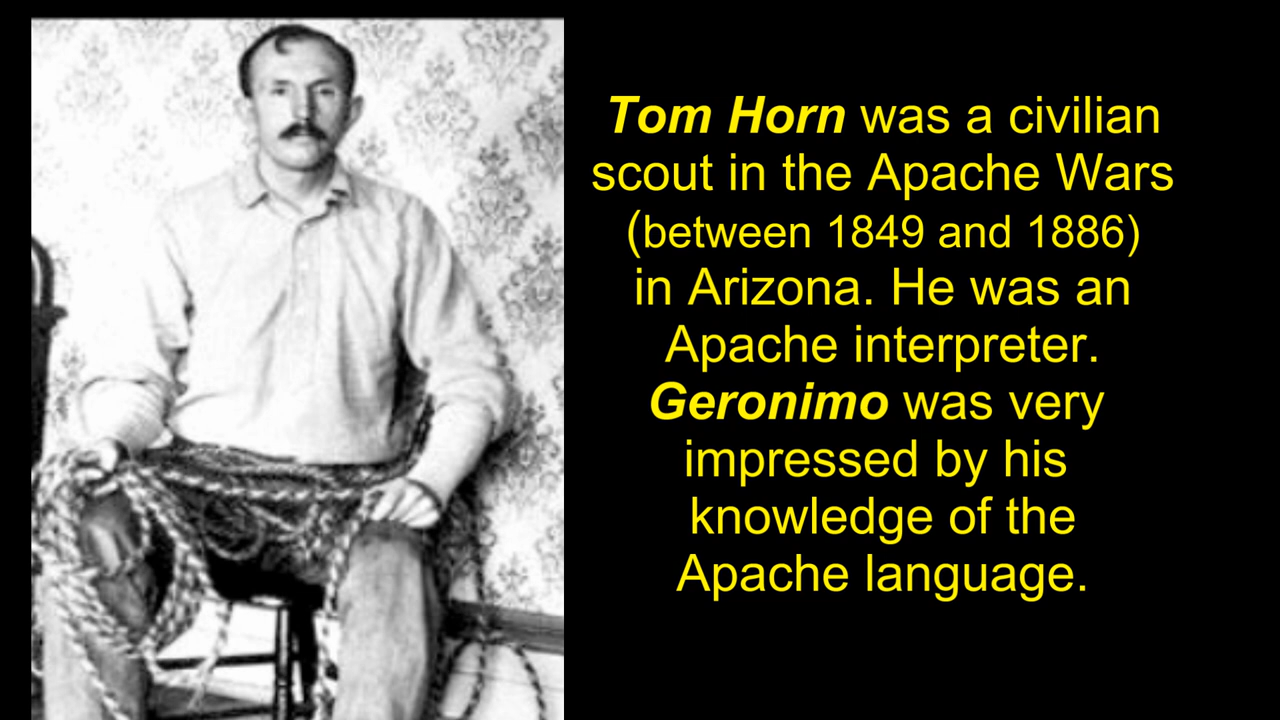 Tom Horn was a civilian
scout in the Apache Wars
(between 1849 and 1886)
in Arizona. He was an
Apache interpreter.
Geronimo was very
impressed by his
knowledge of the
Apache language.